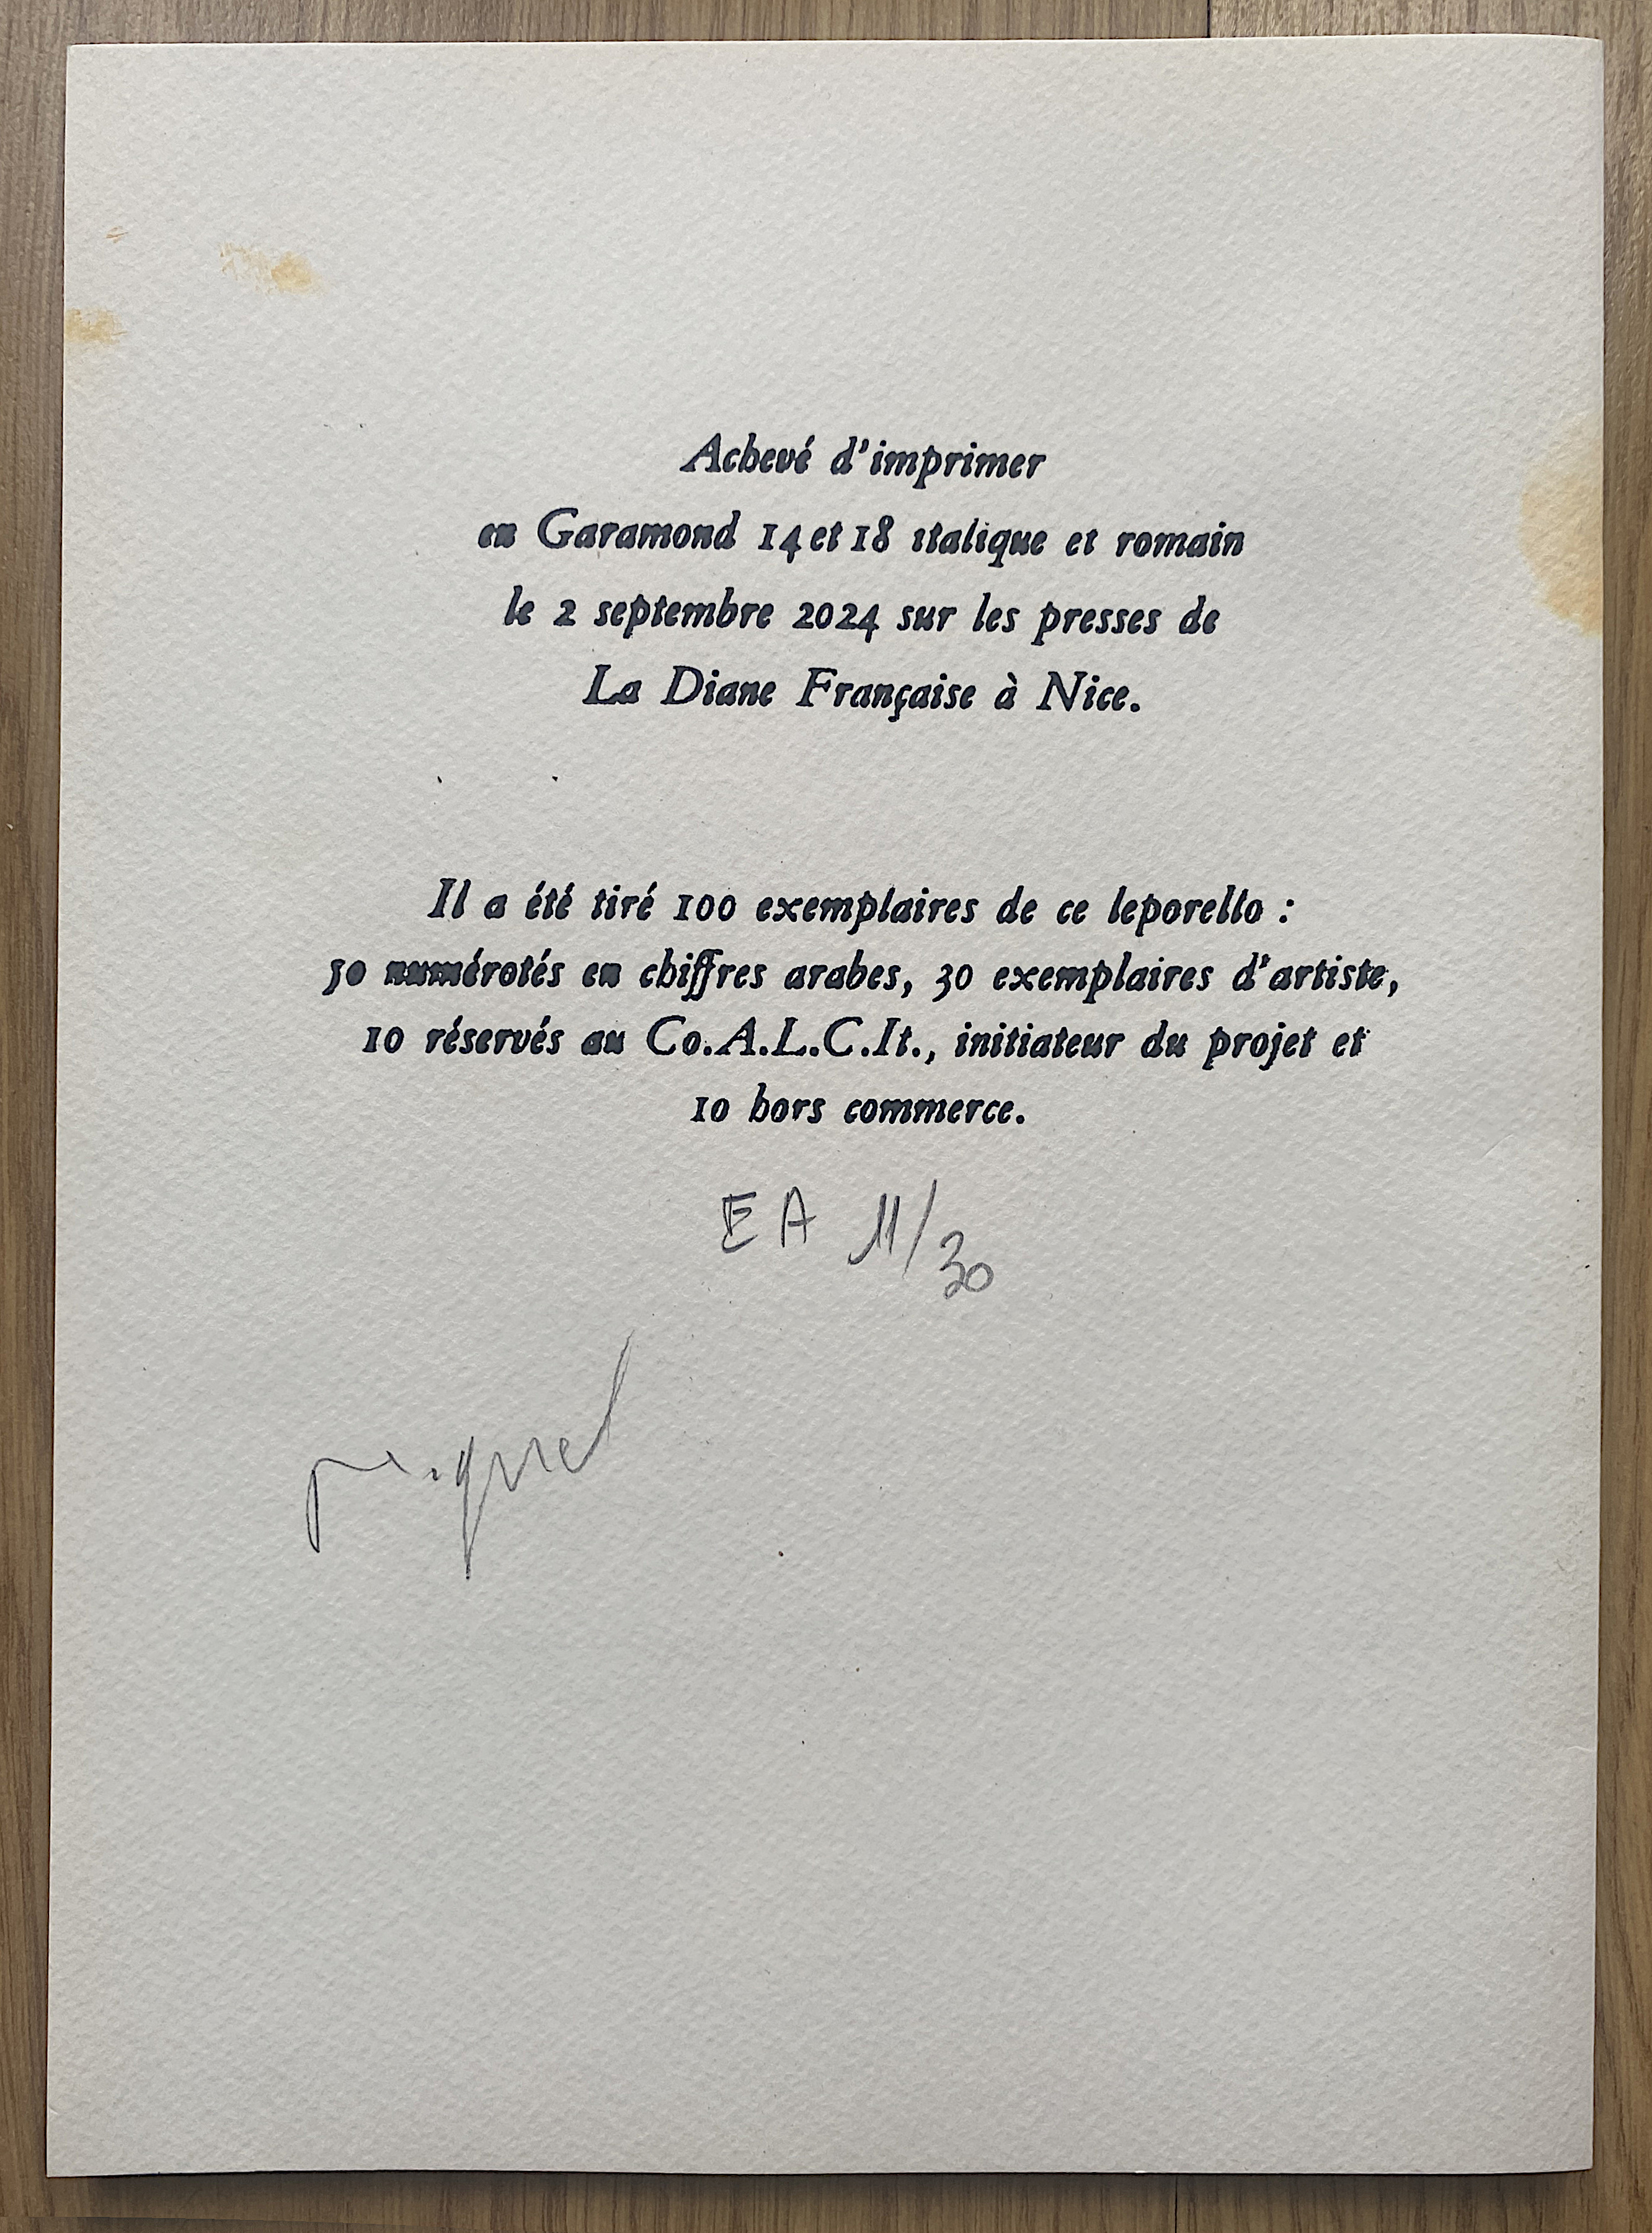 Achevé d'imprimer
en Garamond 14 et 18 italique et romain
le 2 septembre 2024 sur les presses de
La Diane Française à Nice.
Il a été tiré 100 exemplaires de ce leporello :
50 numérotés en chiffres arabes, 30 exemplaires d'artiste,
10 réservés au Co.A.L.C.It., initiateur du projet et
10 hors commerce.
EA 11/30